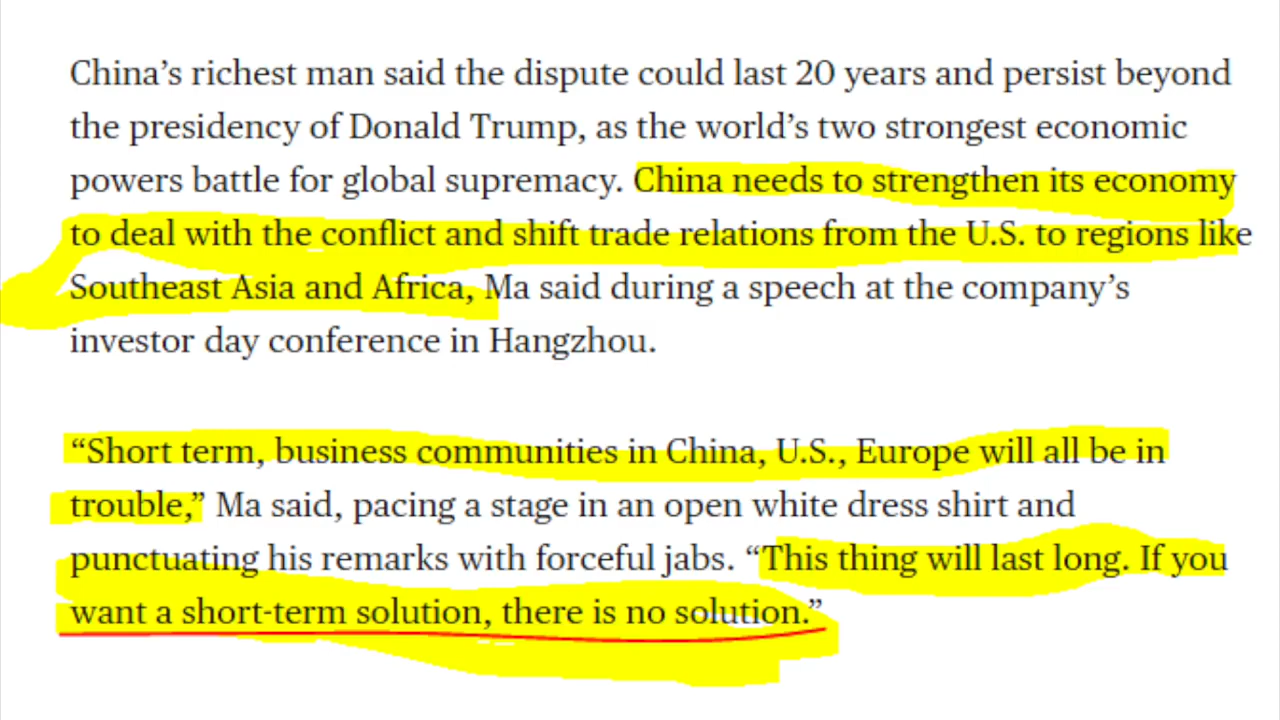 China’s richest man said the dispute could last 20 years and persist beyond
the presidency of Donald Trump, as the world’s two strongest economic
powers battle for global supremacy. China needs to strengthen its economy
to deal with the conflict and shift trade relations from the U.S. to regions like
Southeast Asia and Africa, Ma said during a speech at the company’s
investor day conference in Hangzhou.
“Short term, business communities in China, U.S., Europe will all be in
trouble,” Ma said, pacing a stage in an open white dress shirt and
punctuating his remarks with forceful jabs. “This thing will last long. If you
want a short-term solution, there is no solution.”